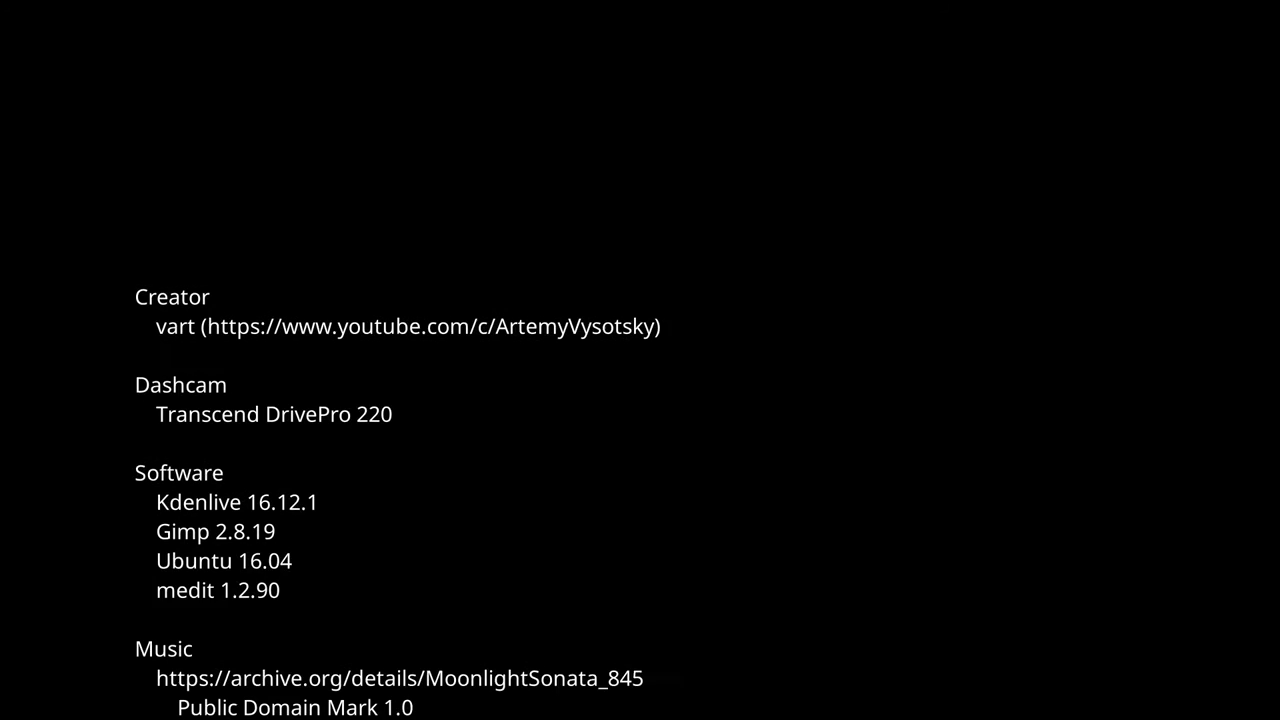 Creator
vart (https://www.youtube.com/c/ArtemyVysotsky)
Dashcam
Transcend DrivePro 220
Software
Kdenlive 16.12.1
Gimp 2.8.19
Ubuntu 16.04
medit 1.2.90
Music
https://archive.org/details/MoonlightSonata_845
Public Domain Mark 1.0